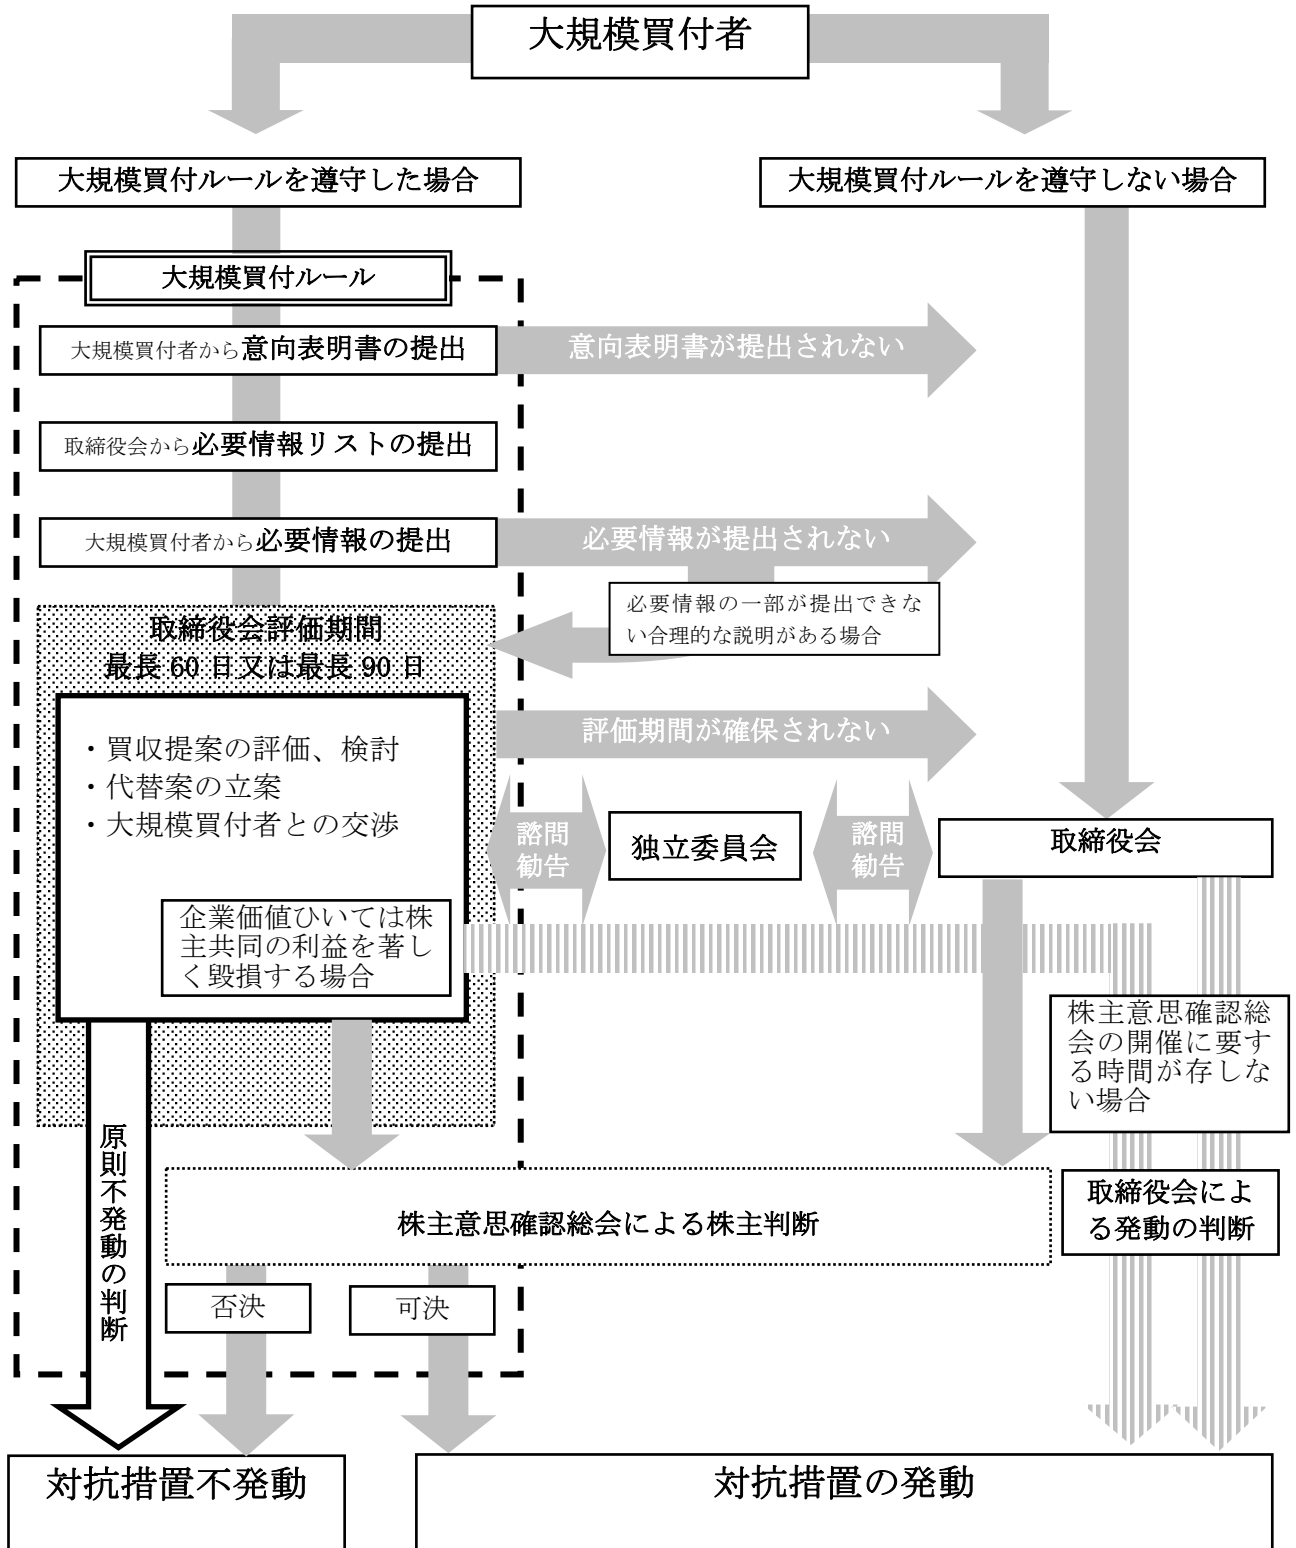 大規模買付者
大規模買付ルールを遵守した場合
大規模買付ルールを遵守しない場合
大規模買付ルール
大規模買付者から意向表明書の提出
意向表明書が提出されない
取締役会から必要情報リストの提出
大規模買付者から必要情報の提出
必要情報が提出されない
必要情報の一部が提出できな
い合理的な説明がある場合
取締役会評価期間
最長 60 日又は最長 90 日
評価期間が確保されない
・買収提案の評価、検討
・代替案の立案
・大規模買付者との交渉
諮問
勧告
独立委員会
諮問
勧告
取締役会
企業価値ひいては株
主共同の利益を著し
く毀損する場合
株主意思確認総
会の開催に要す
る時間が存しな
い場合
原則不発動の判断
株主意思確認総会による株主判断
取締役会によ
る発動の判断
否決
可決
対抗措置不発動
対抗措置の発動